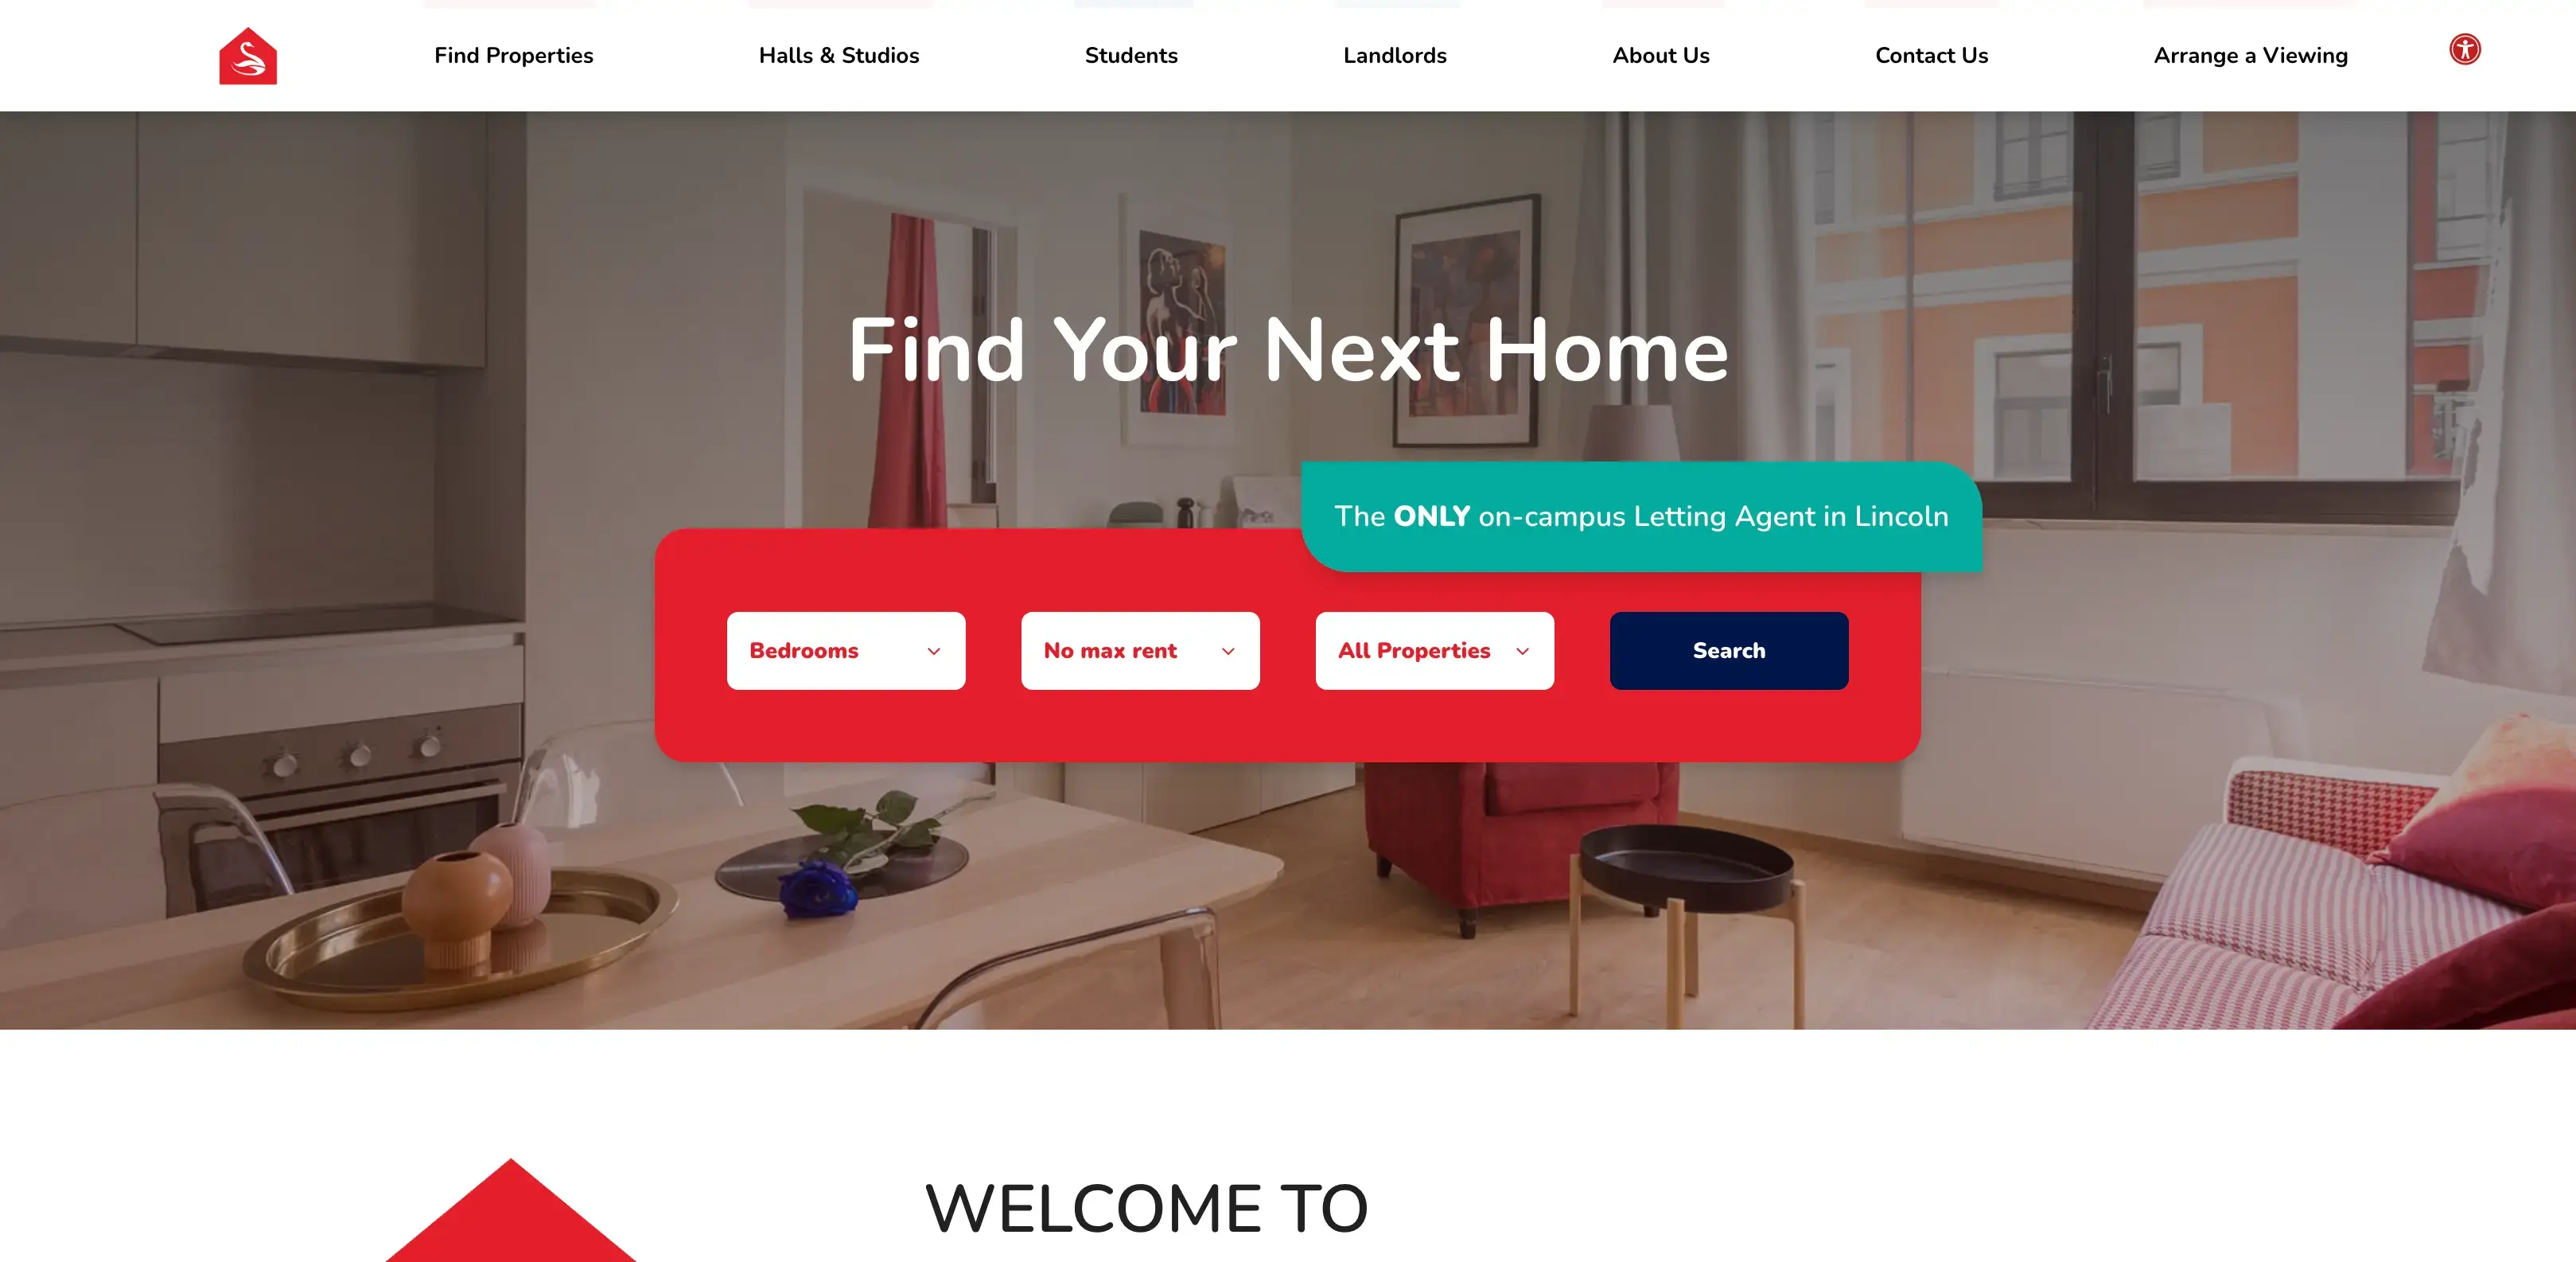 Find Properties
Halls & Studios
Students
Landlords
About Us
Contact Us
Arrange a Viewing
Find Your Next Home
The ONLY on-campus Letting Agent in Lincoln
Bedrooms
No max rent
All Properties
Search
WELCOME TO